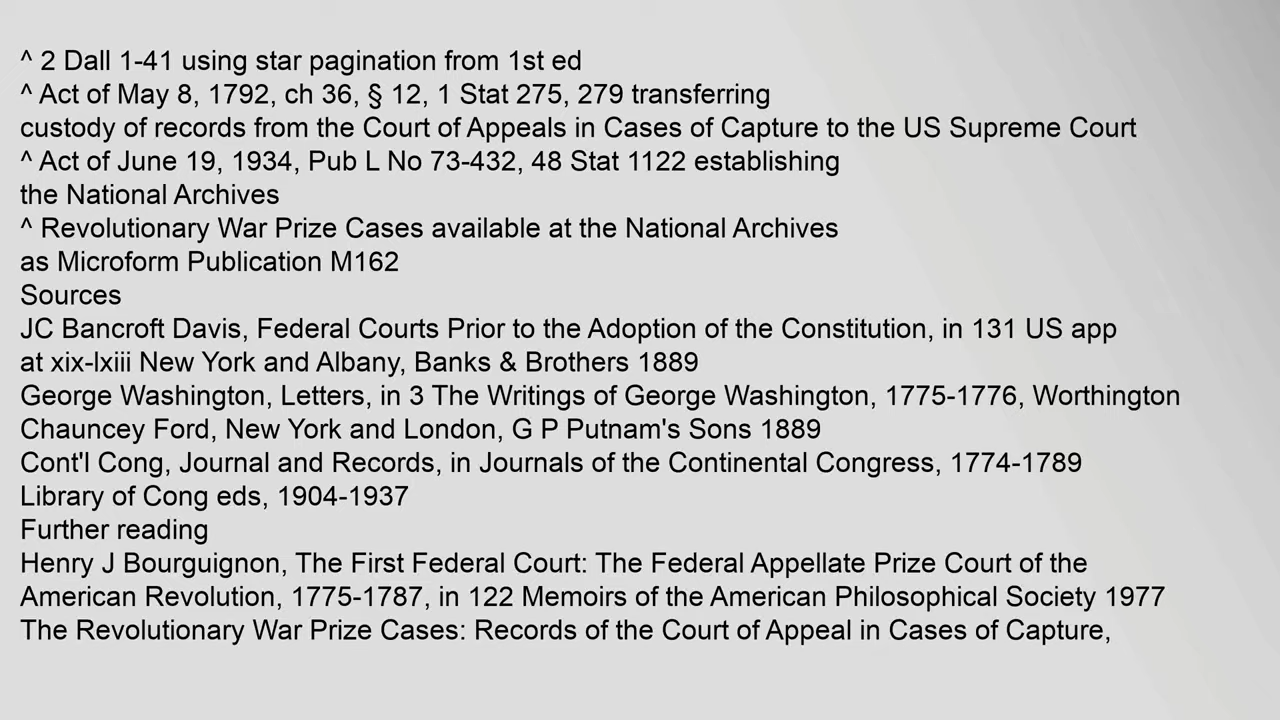 ^ 2 Dall 1-41 using star pagination from 1st ed
^ Act of May 8, 1792, ch 36, § 12, 1 Stat 275, 279 transferring
custody of records from the Court of Appeals in Cases of Capture to the US Supreme Court
^ Act of June 19, 1934, Pub L No 73-432, 48 Stat 1122 establishing
the National Archives
^ Revolutionary War Prize Cases available at the National Archives
as Microform Publication M162
Sources
JC Bancroft Davis, Federal Courts Prior to the Adoption of the Constitution, in 131 US app
at xix-lxiii New York and Albany, Banks & Brothers 1889
George Washington, Letters, in 3 The Writings of George Washington, 1775-1776, Worthington
Chauncey Ford, New York and London, G P Putnam's Sons 1889
Cont'l Cong, Journal and Records, in Journals of the Continental Congress, 1774-1789
Library of Cong eds, 1904-1937
Further reading
Henry J Bourguignon, The First Federal Court: The Federal Appellate Prize Court of the
American Revolution, 1775-1787, in 122 Memoirs of the American Philosophical Society 1977
The Revolutionary War Prize Cases: Records of the Court of Appeal in Cases of Capture,